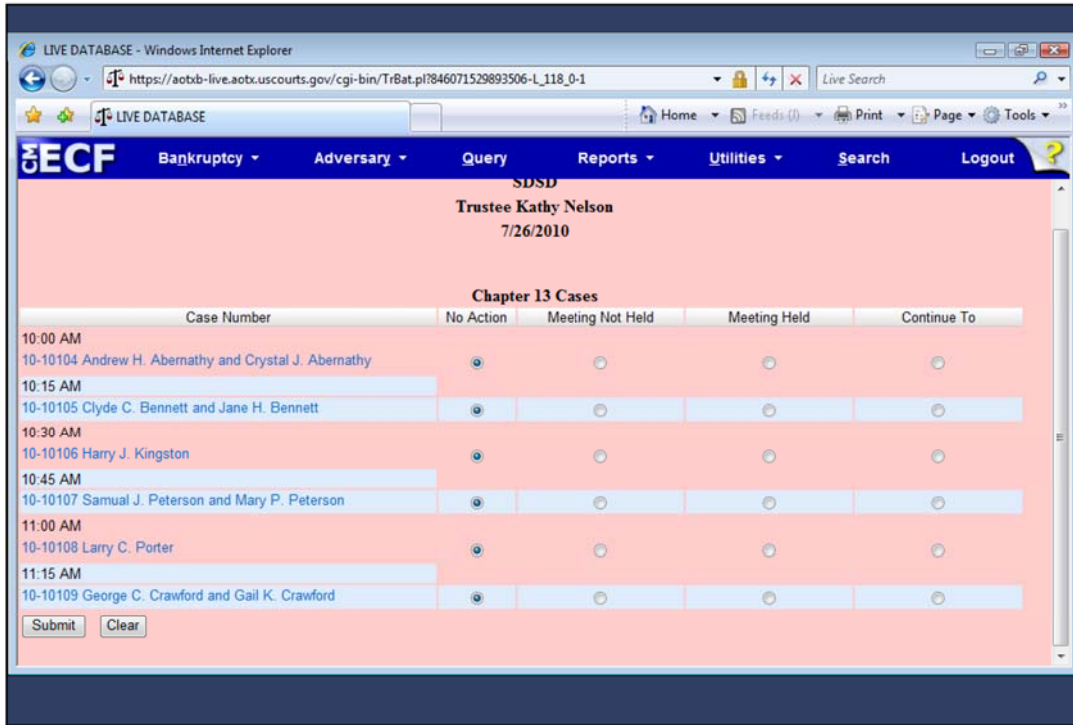 LIVE DATABASE - Windows Internet Explorer
https://aotxb-live.aotx.uscourts.gov/cgi-bin/TrBat.pl?846071529893506-L_118_0-1 Live Search
LIVE DATABASE Home Feeds (J) Print Page Tools »
CM ECF Bankruptcy Adversary Query Reports Utilities Search Logout ?
SDSD
Trustee Kathy Nelson
7/26/2010
Chapter 13 Cases
Case Number No Action Meeting Not Held Meeting Held Continue To
10:00 AM
10-10104 Andrew H. Abernathy and Crystal J. Abernathy
10:15 AM
10-10105 Clyde C. Bennett and Jane H. Bennett
10:30 AM
10-10106 Harry J. Kingston
10:45 AM
10-10107 Samual J. Peterson and Mary P. Peterson
11:00 AM
10-10108 Larry C. Porter
11:15 AM
10-10109 George C. Crawford and Gail K. Crawford
Submit Clear